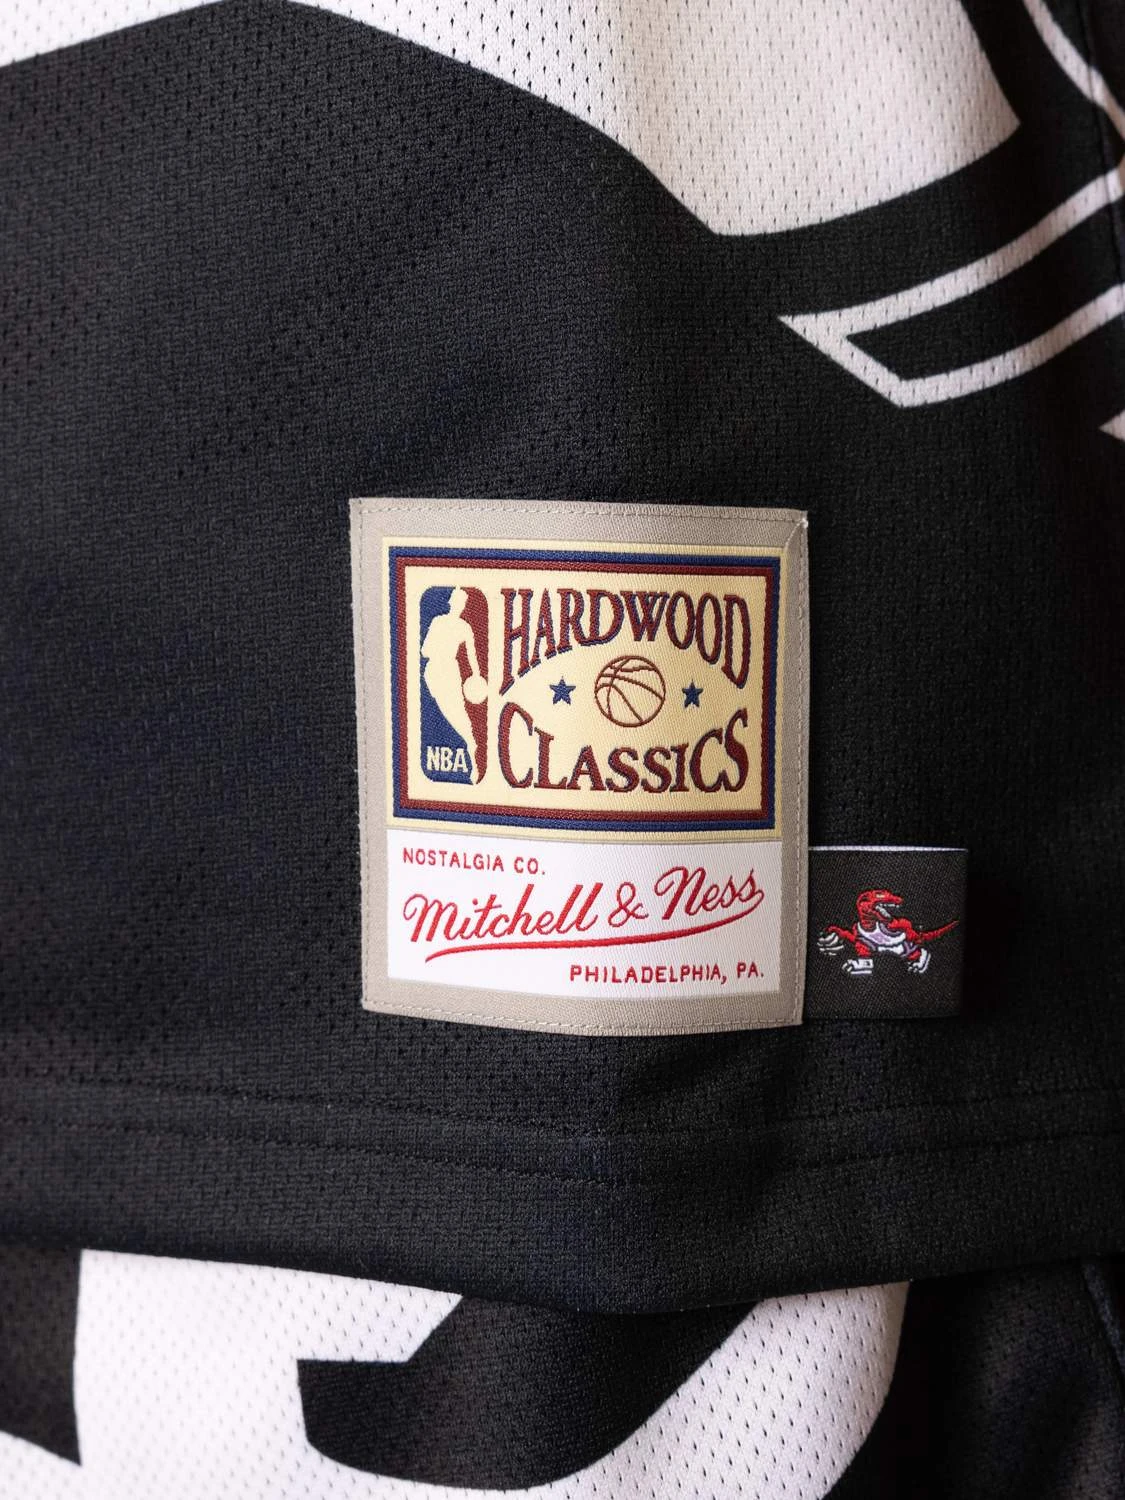 HARDWOOD
CLASSICS
NBA
NOSTALGIA CO.
Mitchell & Ness
PHILADELPHIA, PA.